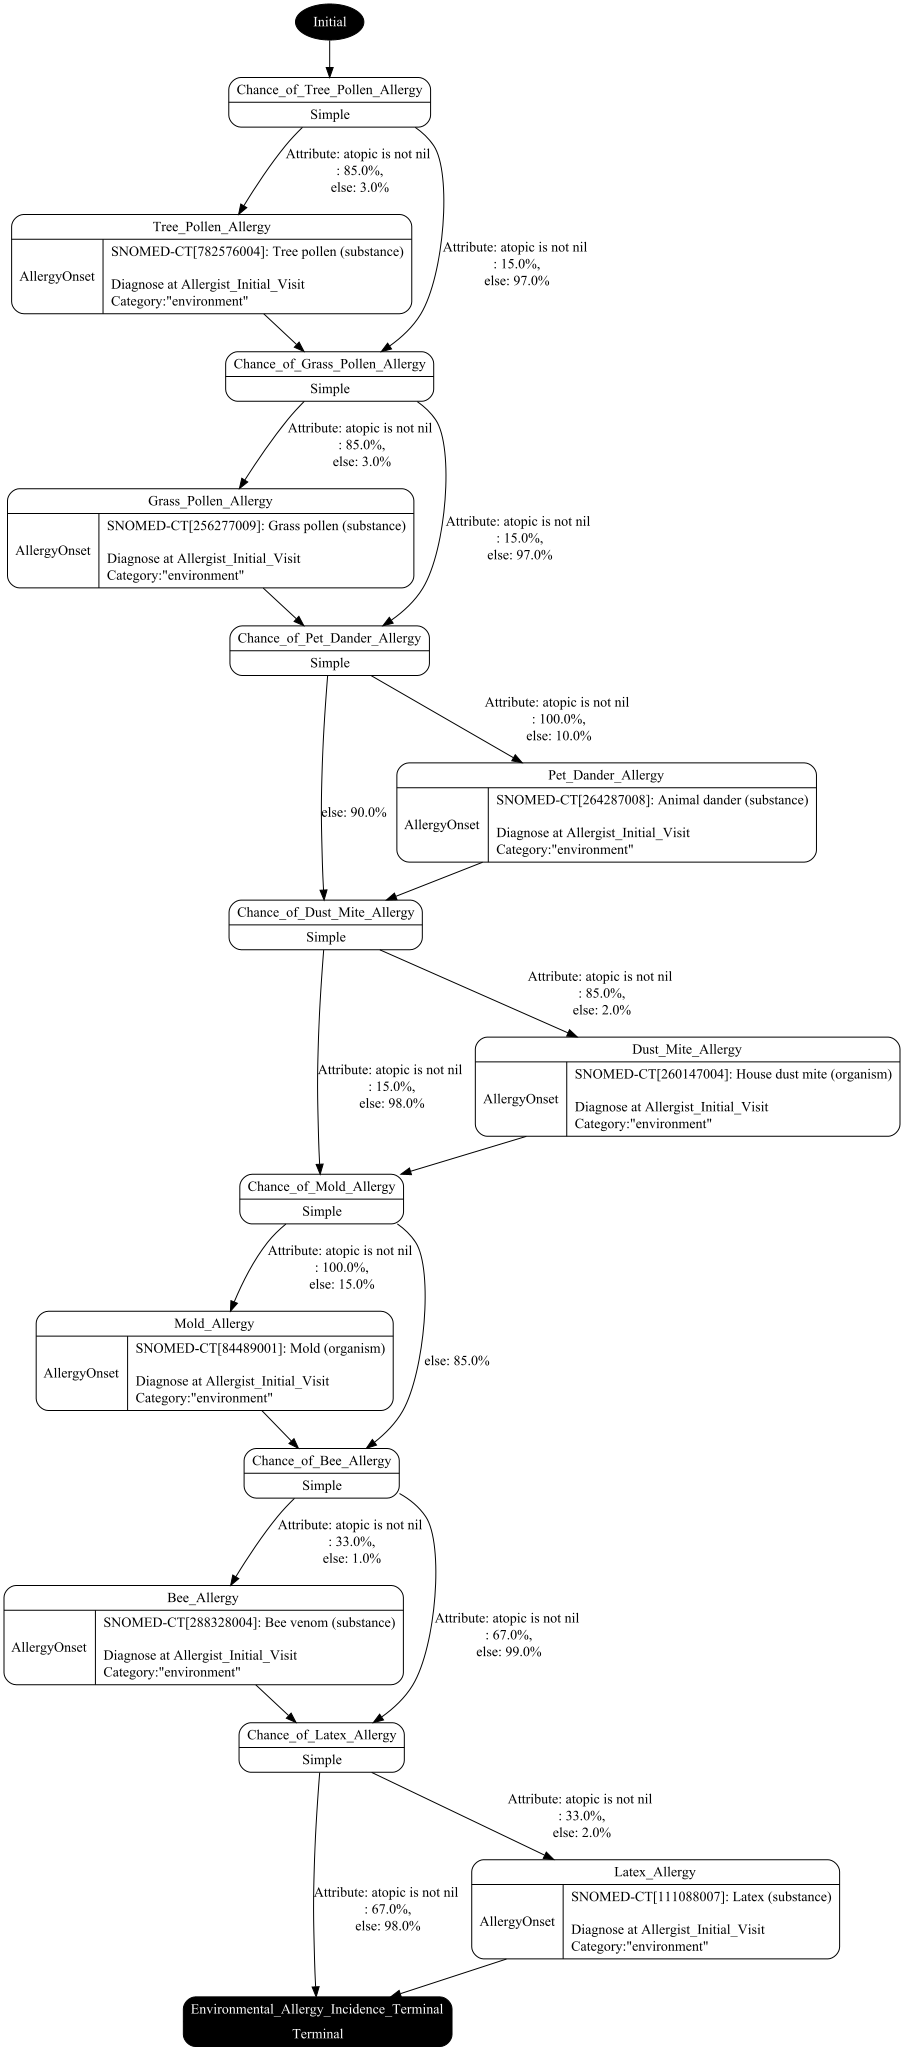 Initial
Chance_of_Tree_Pollen_Allergy
Simple
Attribute: atopic is not nil
: 85.0%,
else: 3.0%
Attribute: atopic is not nil
: 15.0%,
else: 97.0%
Tree_Pollen_Allergy
AllergyOnset
SNOMED-CT[782576004]: Tree pollen (substance)
Diagnose at Allergist_Initial_Visit
Category:"environment"
Chance_of_Grass_Pollen_Allergy
Simple
Attribute: atopic is not nil
: 85.0%,
else: 3.0%
Attribute: atopic is not nil
: 15.0%,
else: 97.0%
Grass_Pollen_Allergy
AllergyOnset
SNOMED-CT[256277009]: Grass pollen (substance)
Diagnose at Allergist_Initial_Visit
Category:"environment"
Chance_of_Pet_Dander_Allergy
Simple
Attribute: atopic is not nil
: 100.0%,
else: 10.0%
else: 90.0%
Pet_Dander_Allergy
AllergyOnset
SNOMED-CT[264287008]: Animal dander (substance)
Diagnose at Allergist_Initial_Visit
Category:"environment"
Chance_of_Dust_Mite_Allergy
Simple
Attribute: atopic is not nil
: 85.0%,
else: 2.0%
Attribute: atopic is not nil
: 15.0%,
else: 98.0%
Dust_Mite_Allergy
AllergyOnset
SNOMED-CT[260147004]: House dust mite (organism)
Diagnose at Allergist_Initial_Visit
Category:"environment"
Chance_of_Mold_Allergy
Simple
Attribute: atopic is not nil
: 100.0%,
else: 15.0%
else: 85.0%
Mold_Allergy
AllergyOnset
SNOMED-CT[84489001]: Mold (organism)
Diagnose at Allergist_Initial_Visit
Category:"environment"
Chance_of_Bee_Allergy
Simple
Attribute: atopic is not nil
: 33.0%,
else: 1.0%
Attribute: atopic is not nil
: 67.0%,
else: 99.0%
Bee_Allergy
AllergyOnset
SNOMED-CT[288328004]: Bee venom (substance)
Diagnose at Allergist_Initial_Visit
Category:"environment"
Chance_of_Latex_Allergy
Simple
Attribute: atopic is not nil
: 33.0%,
else: 2.0%
Attribute: atopic is not nil
: 67.0%,
else: 98.0%
Latex_Allergy
AllergyOnset
SNOMED-CT[111088007]: Latex (substance)
Diagnose at Allergist_Initial_Visit
Category:"environment"
Environmental_Allergy_Incidence_Terminal
Terminal